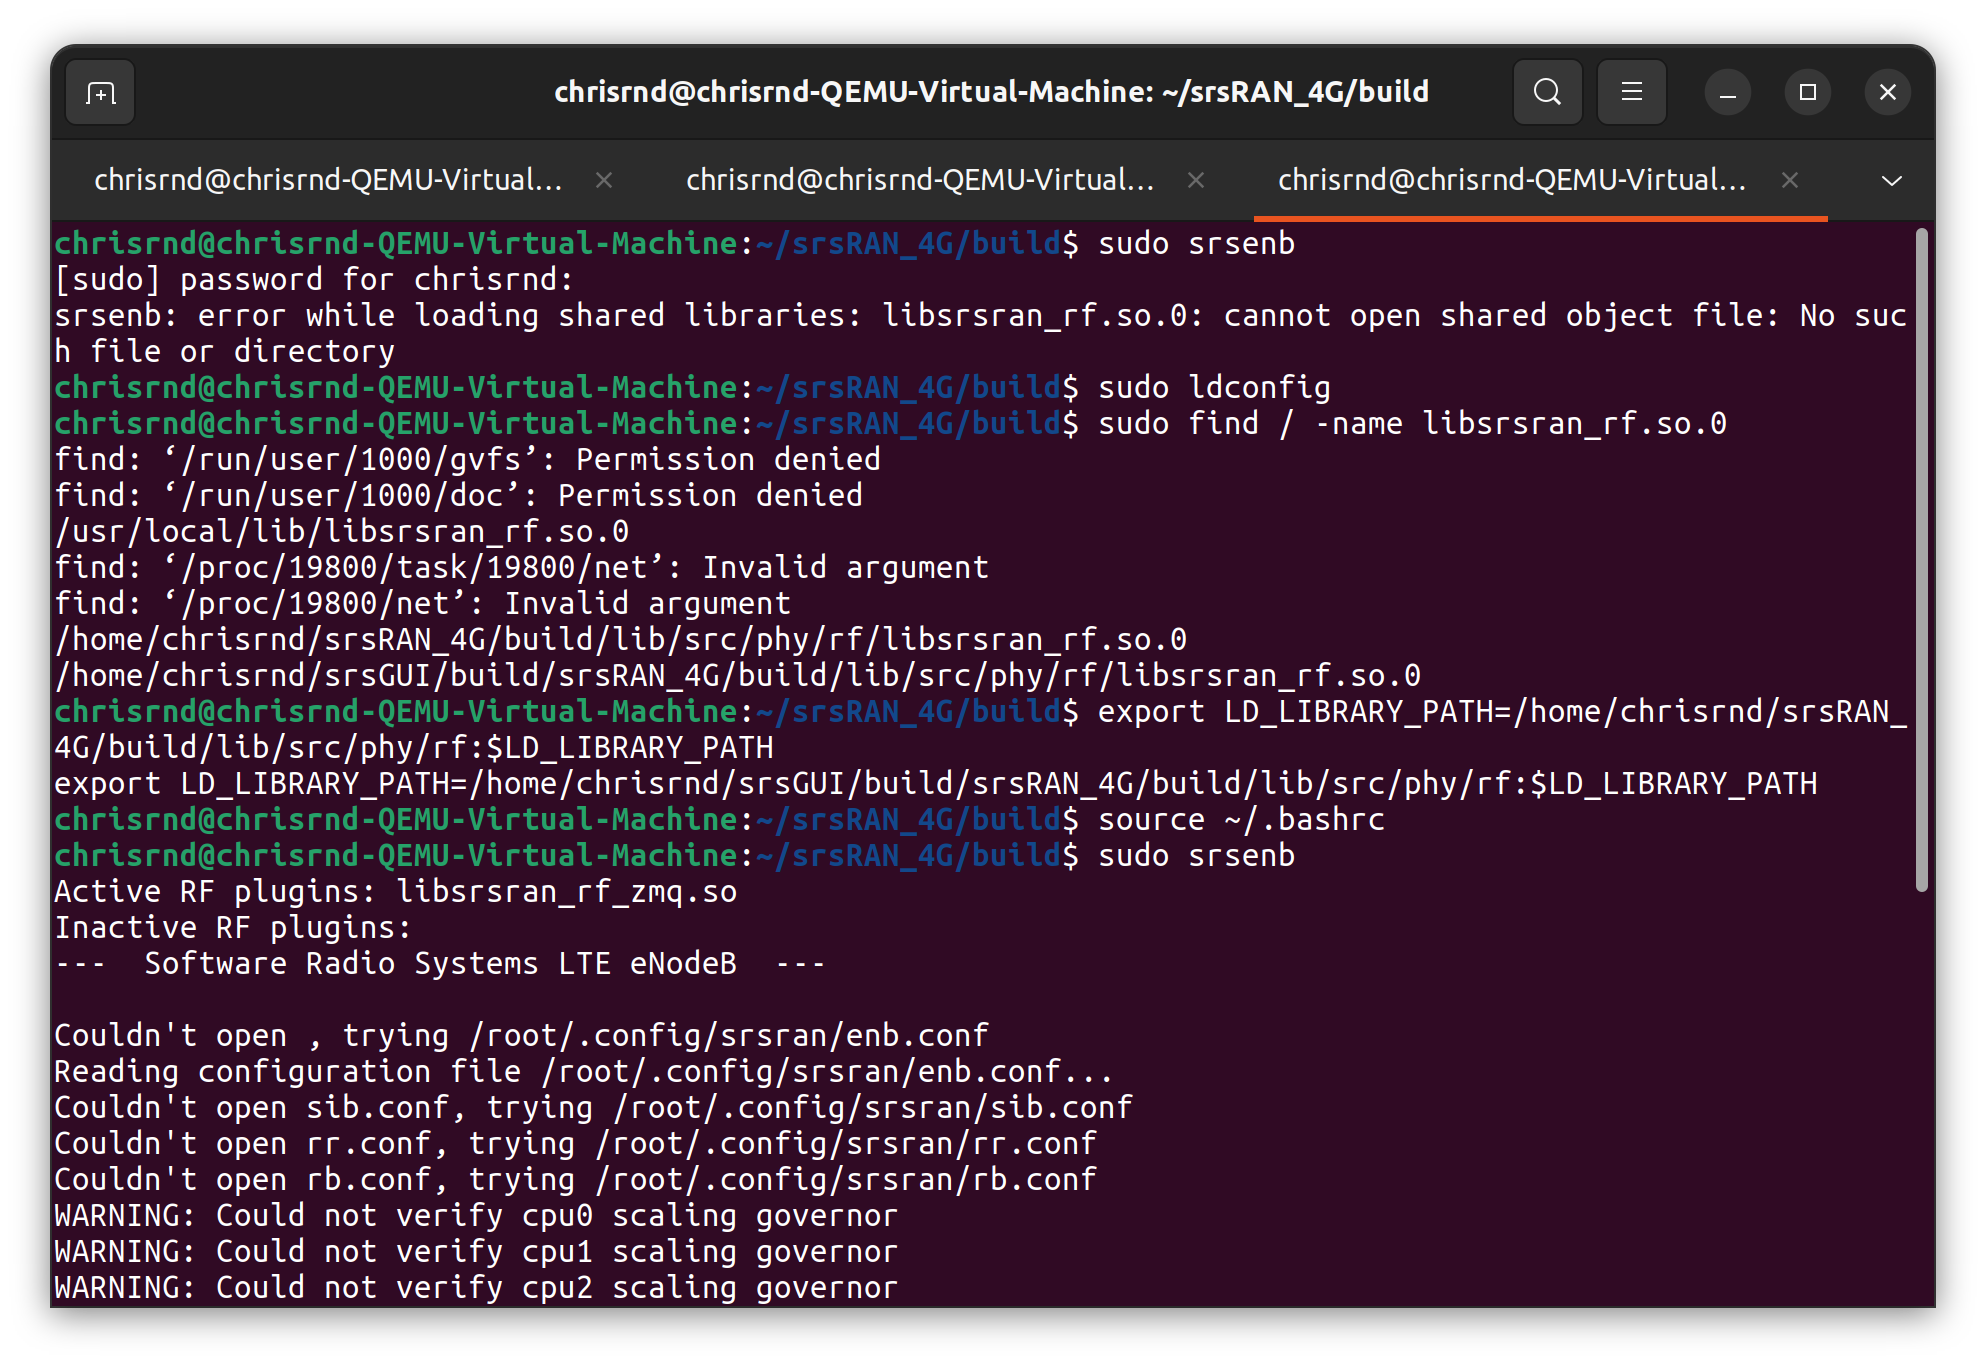 chrisrnd@chrisrnd-QEMU-Virtual-Machine: ~/srsRAN_4G/build
chrisrnd@chrisrnd-QEMU-Virtual...
chrisrnd@chrisrnd-QEMU-Virtual...
chrisrnd@chrisrnd-QEMU-Virtual...
chrisrnd@chrisrnd-QEMU-Virtual-Machine:~/srsRAN_4G/build$ sudo srsenb
[sudo] password for chrisrnd:
srsenb: error while loading shared libraries: libsrsran_rf.so.0: cannot open shared object file: No suc
h file or directory
chrisrnd@chrisrnd-QEMU-Virtual-Machine:~/srsRAN_4G/build$ sudo ldconfig
chrisrnd@chrisrnd-QEMU-Virtual-Machine:~/srsRAN_4G/build$ sudo find / -name libsrsran_rf.so.0
find: ‘/run/user/1000/gvfs’: Permission denied
find: ‘/run/user/1000/doc’: Permission denied
/usr/local/lib/libsrsran_rf.so.0
find: ‘/proc/19800/task/19800/net’: Invalid argument
find: ‘/proc/19800/net’: Invalid argument
/home/chrisrnd/srsRAN_4G/build/lib/src/phy/rf/libsrsran_rf.so.0
/home/chrisrnd/srsGUI/build/srsRAN_4G/build/lib/src/phy/rf/libsrsran_rf.so.0
chrisrnd@chrisrnd-QEMU-Virtual-Machine:~/srsRAN_4G/build$ export LD_LIBRARY_PATH=/home/chrisrnd/srsRAN_
4G/build/lib/src/phy/rf:$LD_LIBRARY_PATH
export LD_LIBRARY_PATH=/home/chrisrnd/srsGUI/build/srsRAN_4G/build/lib/src/phy/rf:$LD_LIBRARY_PATH
chrisrnd@chrisrnd-QEMU-Virtual-Machine:~/srsRAN_4G/build$ source ~/.bashrc
chrisrnd@chrisrnd-QEMU-Virtual-Machine:~/srsRAN_4G/build$ sudo srsenb
Active RF plugins: libsrsran_rf_zmq.so
Inactive RF plugins:
---  Software Radio Systems LTE eNodeB  ---
Couldn't open , trying /root/.config/srsran/enb.conf
Reading configuration file /root/.config/srsran/enb.conf...
Couldn't open sib.conf, trying /root/.config/srsran/sib.conf
Couldn't open rr.conf, trying /root/.config/srsran/rr.conf
Couldn't open rb.conf, trying /root/.config/srsran/rb.conf
WARNING: Could not verify cpu0 scaling governor
WARNING: Could not verify cpu1 scaling governor
WARNING: Could not verify cpu2 scaling governor